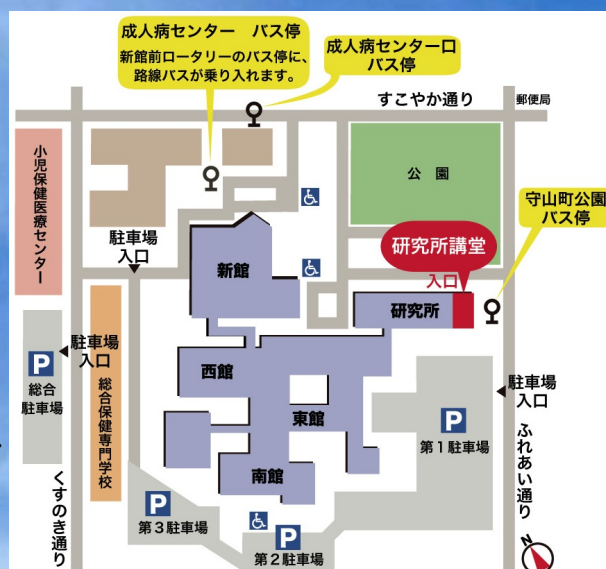 成人病センター　バス停
新館前ロータリーのバス停に、
路線バスが乗り入れます。
成人病センター口
バス停
すこやか通り
郵便局
小児保健医療センター
公　園
守山町公園
バス停
駐車場
入口
研究所講堂
入口
新館
研究所
P
総合
駐車場
駐車場
入口
総合保健専門学校
西館
東館
駐車場
入口
P
第1駐車場
ふれあい通り
くすのき通り
南館
P
第3駐車場
P
第2駐車場
N